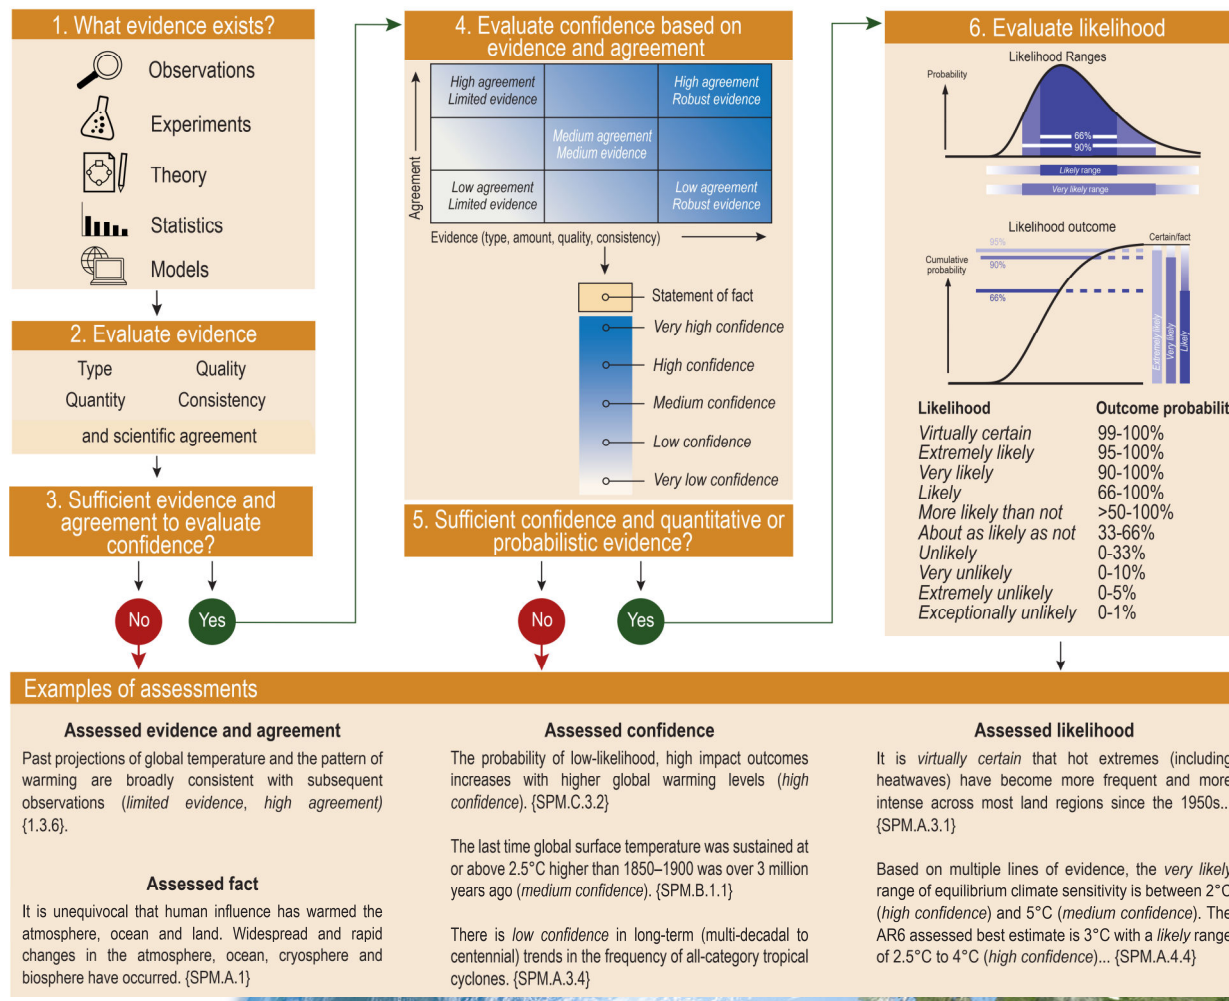 1. What evidence exists?
Observations
Experiments
Theory
Statistics
Models
2. Evaluate evidence
Type Quality
Quantity Consistency
and scientific agreement
3. Sufficient evidence and
agreement to evaluate
confidence?
No
Yes
4. Evaluate confidence based on
evidence and agreement
Agreement
High agreement
Limited evidence
High agreement
Robust evidence
Medium agreement
Medium evidence
Low agreement
Limited evidence
Low agreement
Robust evidence
Evidence (type, amount, quality, consistency)
Statement of fact
Very high confidence
High confidence
Medium confidence
Low confidence
Very low confidence
5. Sufficient confidence and quantitative or
probabilistic evidence?
No
Yes
6. Evaluate likelihood
Likelihood Ranges
Probability
66%
90%
Likely range
Very likely range
Likelihood outcome
Certain/fact
Cumulative
probability
95%
90%
66%
Extremely likely
Very likely
Likely
Likelihood Outcome probabilit
Virtually certain 99-100%
Extremely likely 95-100%
Very likely 90-100%
Likely 66-100%
More likely than not >50-100%
About as likely as not 33-66%
Unlikely 0-33%
Very unlikely 0-10%
Extremely unlikely 0-5%
Exceptionally unlikely 0-1%
Examples of assessments
Assessed evidence and agreement
Past projections of global temperature and the pattern of
warming are broadly consistent with subsequent
observations (limited evidence, high agreement)
{1.3.6}.
Assessed fact
It is unequivocal that human influence has warmed the
atmosphere, ocean and land. Widespread and rapid
changes in the atmosphere, ocean, cryosphere and
biosphere have occurred. {SPM.A.1}
Assessed confidence
The probability of low-likelihood, high impact outcomes
increases with higher global warming levels (high
confidence). {SPM.C.3.2}
The last time global surface temperature was sustained at
or above 2.5°C higher than 1850–1900 was over 3 million
years ago (medium confidence). {SPM.B.1.1}
There is low confidence in long-term (multi-decadal to
centennial) trends in the frequency of all-category tropical
cyclones. {SPM.A.3.4}
Assessed likelihood
It is virtually certain that hot extremes (including
heatwaves) have become more frequent and more
intense across most land regions since the 1950s...
{SPM.A.3.1}
Based on multiple lines of evidence, the very likely
range of equilibrium climate sensitivity is between 2°C
(high confidence) and 5°C (medium confidence). The
AR6 assessed best estimate is 3°C with a likely range
of 2.5°C to 4°C (high confidence)... {SPM.A.4.4}